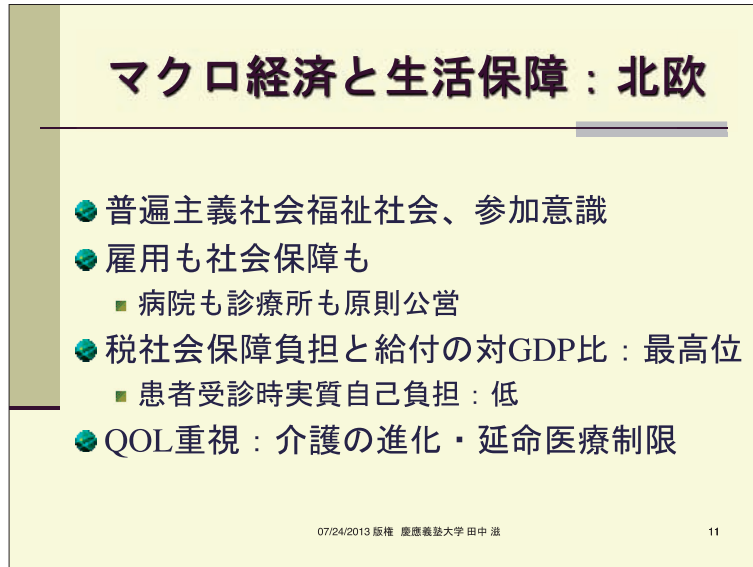 マクロ経済と生活保障：北欧
普遍主義社会福祉社会、参加意識
雇用も社会保障も
病院も診療所も原則公営
税社会保障負担と給付の対GDP比：最高位
患者受診時実質自己負担：低
QOL重視：介護の進化・延命医療制限
07/24/2013 版権 慶應義塾大学 田中 滋
11